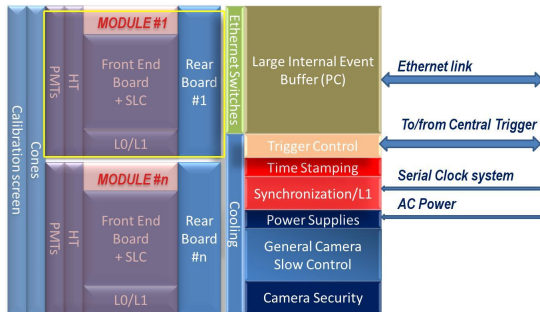 Calibration screen
Cones
PMTs
HT
MODULE #1
Front End
Board
+ SLC
L0/L1
Rear
Board
#1
PMTs
HT
MODULE #n
Front End
Board
+ SLC
L0/L1
Rear
Board
#n
Ethernet Switches
Cooling
Large Internal Event
Buffer (PC)
Trigger Control
Time Stamping
Synchronization/L1
Power Supplies
General Camera
Slow Control
Camera Security
Ethernet link
To/from Central Trigger
Serial Clock system
AC Power